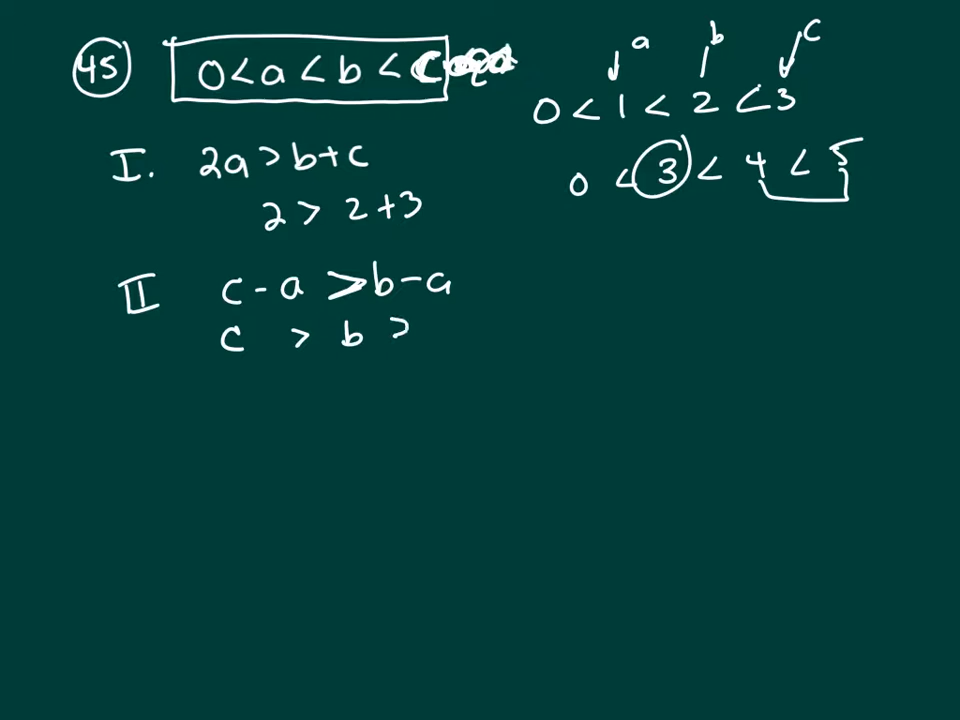 45 0 < a < b < c
a b c
0 < 1 < 2 < 3
0 < 3 < 4 < 5
I. 2a > b + c
2 > 2 + 3
II c - a > b - a
c > b >